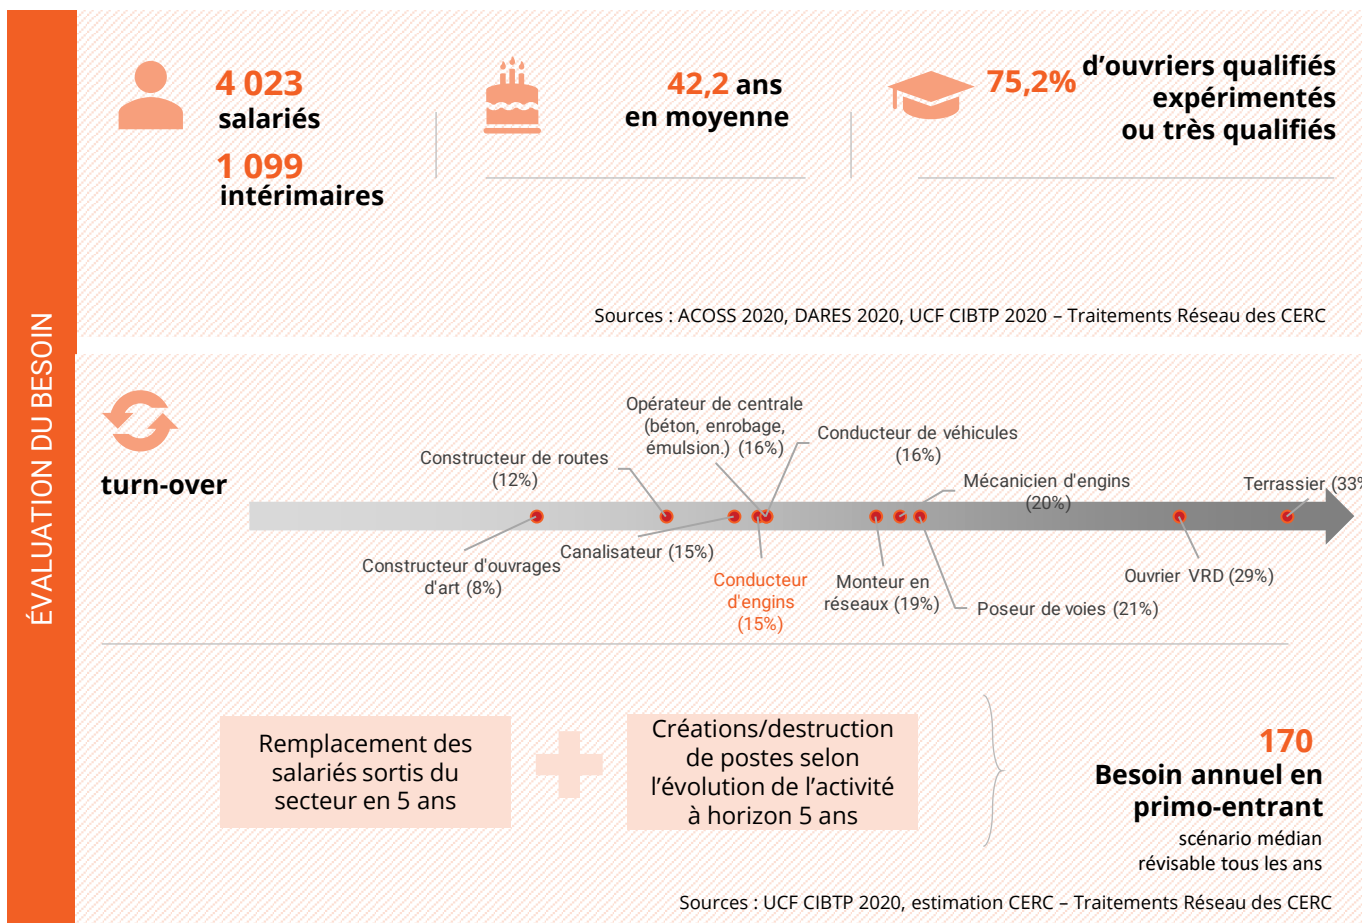 ÉVALUATION DU BESOIN
4 023
salariés
1 099
intérimaires
42,2 ans
en moyenne
75,2% d’ouvriers qualifiés
expérimentés
ou très qualifiés
Sources : ACOSS 2020, DARES 2020, UCF CIBTP 2020 – Traitements Réseau des CERC
turn-over
Constructeur d'ouvrages
d'art (8%)
Constructeur de routes
(12%)
Canalisateur (15%)
Opérateur de centrale
(béton, enrobage,
émulsion.) (16%)
Conducteur
d'engins
(15%)
Conducteur de véhicules
(16%)
Monteur en
réseaux (19%)
Mécanicien d'engins
(20%)
Poseur de voies (21%)
Ouvrier VRD (29%)
Terrassier (33%
Remplacement des
salariés sortis du
secteur en 5 ans
Créations/destruction
de postes selon
l’évolution de l’activité
à horizon 5 ans
170
Besoin annuel en
primo-entrant
scénario médian
révisable tous les ans
Sources : UCF CIBTP 2020, estimation CERC – Traitements Réseau des CERC